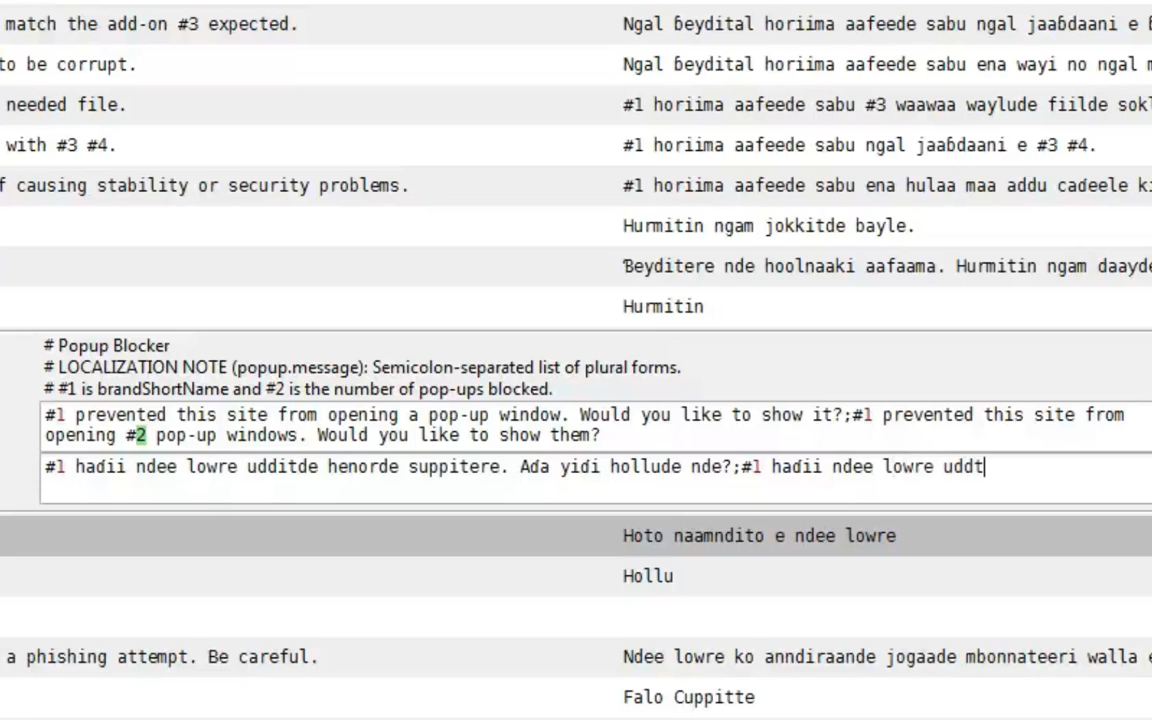 match the add-on #3 expected.
Ngal ɓeydital horiima aafeede sabu ngal jaaɓdaani e
to be corrupt.
Ngal ɓeydital horiima aafeede sabu ena wayi no ngal
needed file.
#1 horiima aafeede sabu #3 waawaa waylude fiilde
with #3 #4.
#1 horiima aafeede sabu ngal jaaɓdaani e #3 #4.
causing stability or security problems.
#1 horiima aafeede sabu ena hulaa maa addu caɗeele
Hurmitin ngam jokkitde bayle.
Ɓeyditere nde hoolnaaki aafaama. Hurmitin ngam
Hurmitin
# Popup Blocker
# LOCALIZATION NOTE (popup.message): Semicolon-separated list of plural forms.
# #1 is brandShortName and #2 is the number of pop-ups blocked.
#1 prevented this site from opening a pop-up window. Would you like to show it?;#1 prevented this site from
opening #2 pop-up windows. Would you like to show them?
#1 haɗii ndee lowre udditde henorde suppitere. Aɗa yiɗi hollude nde?;#1 haɗii ndee lowre uddt
Hoto naamndito e ndee lowre
Hollu
a phishing attempt. Be careful.
Ndee lowre ko anndiraande jogaade mbonnateeri walla
Falo Cuppitte